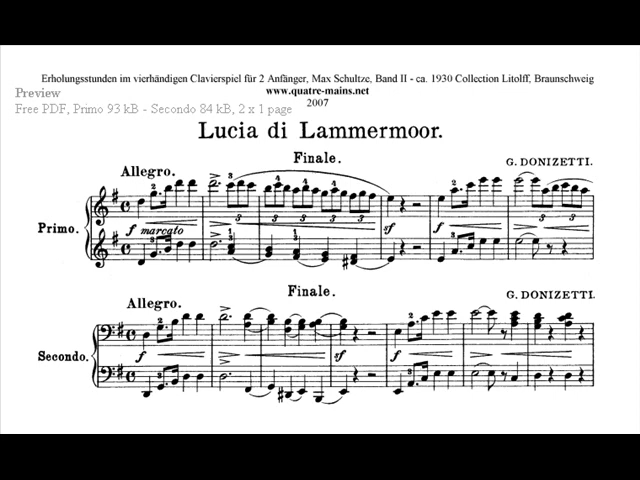 Erholungsstunden im vierhändigen Clavierspiel für 2 Anfänger, Max Schultze, Band II - ca. 1930 Collection Litolff, Braunschweig
Preview
www.quatre-mains.net
Free PDF, Primo 93 kB - Secondo 84 kB, 2 x 1 page
2007
Lucia di Lammermoor.
Finale.
Allegro.
G. DONIZETTI.
Primo.
f marcato
sf
f
Finale.
Allegro.
G. DONIZETTI.
Secondo.
f
sf
f